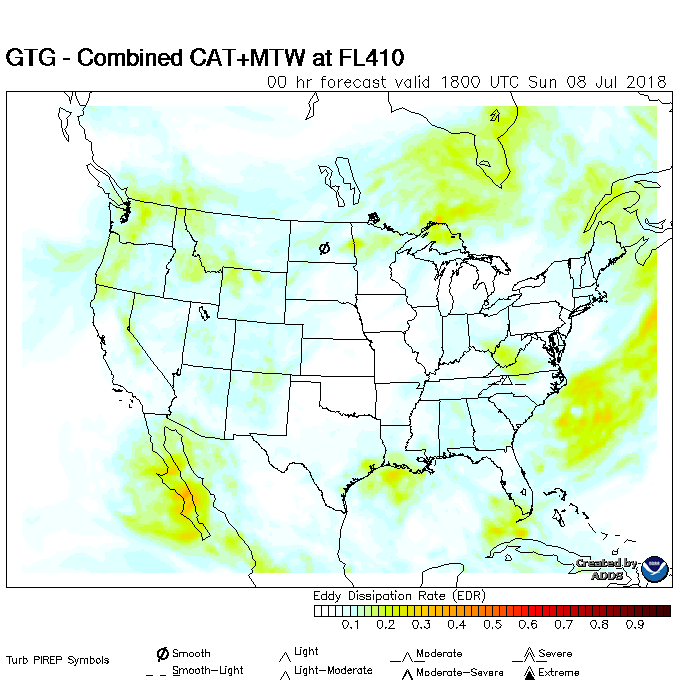 GTG - Combined CAT+MTW at FL410
00 hr forecast valid 1800 UTC Sun 08 Jul 2018
Created by
ADDS
Eddy Dissipation Rate (EDR)
0.1 0.2 0.3 0.4 0.5 0.6 0.7 0.8 0.9
Turb PIREP Symbols
Smooth Light Moderate Severe
Smooth-Light Light-Moderate Moderate-Severe Extreme